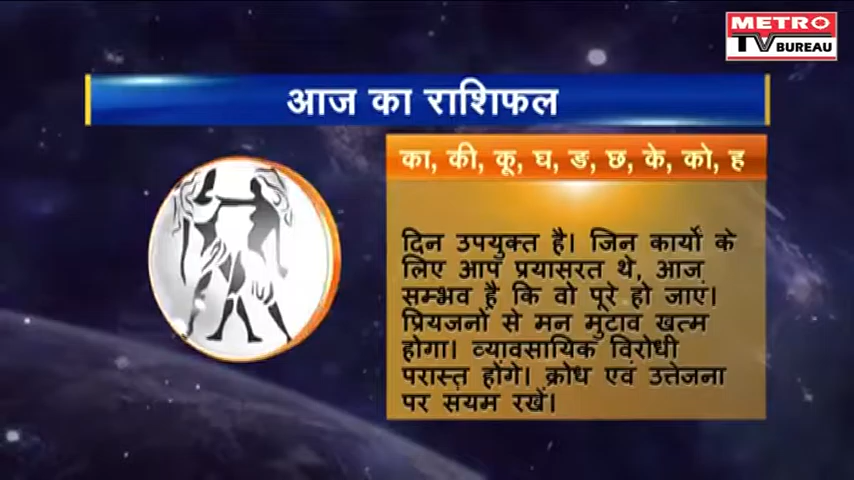 METRO
TV BUREAU
आज का राशिफल
का, की, कू, घ, ङ, छ, के, को, ह
दिन उपयुक्त है। जिन कार्यों के
लिए आप प्रयासरत थे, आज
सम्भव है कि वो पूरे हो जाएं।
प्रियजनों से मन मुटाव खत्म
होगा। व्यावसायिक विरोधी
परास्त होंगे। क्रोध एवं उत्तेजना
पर संयम रखें।